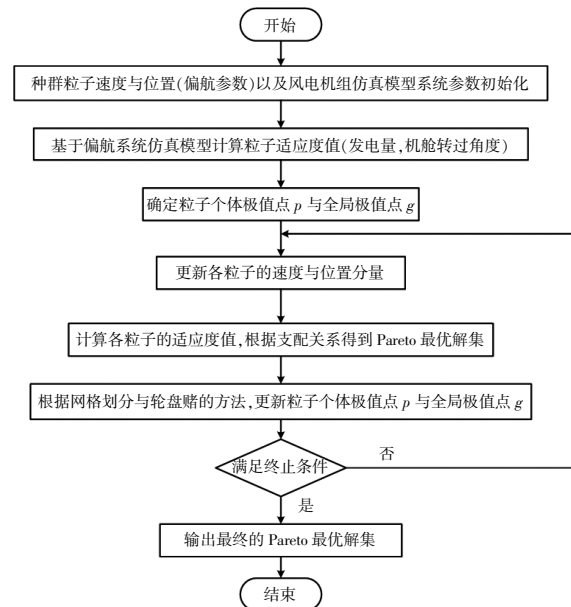 开始
种群粒子速度与位置(偏航参数)以及风电机组仿真模型系统参数初始化
基于偏航系统仿真模型计算粒子适应度值(发电量,机舱转过角度)
确定粒子个体极值点 p 与全局极值点 g
更新各粒子的速度与位置分量
计算各粒子的适应度值,根据支配关系得到 Pareto 最优解集
根据网格划分与轮盘赌的方法,更新粒子个体极值点 p 与全局极值点 g
满足终止条件
否
是
输出最终的 Pareto 最优解集
结束